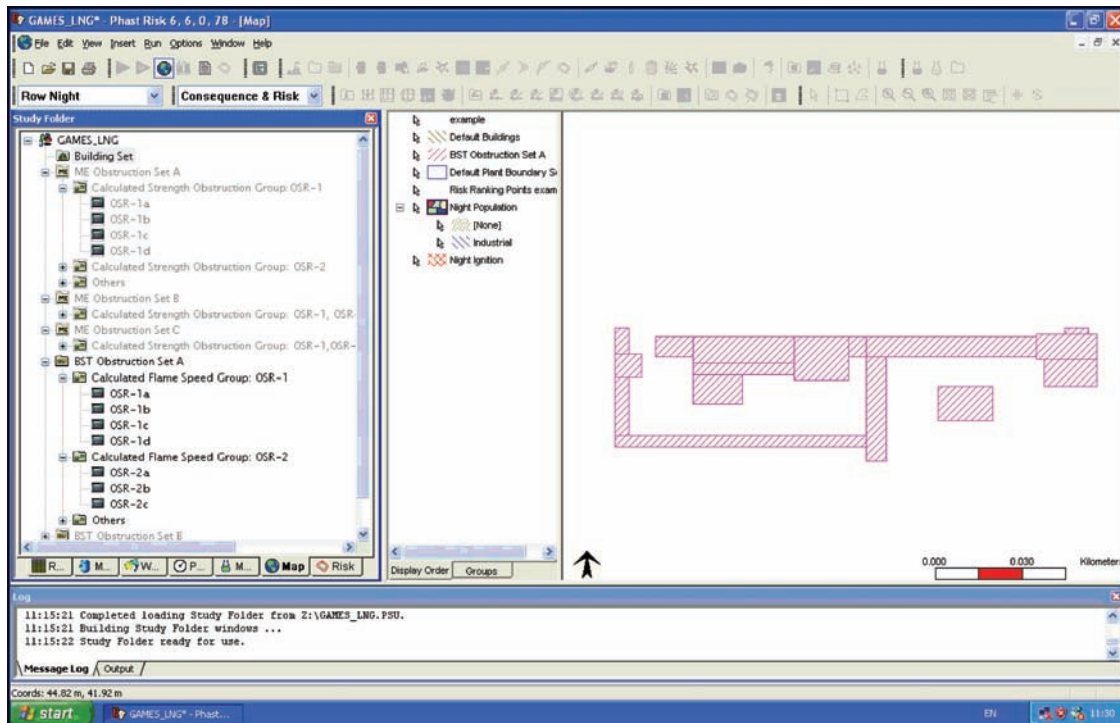 GAMES_LNG* - Phast Risk 6, 6, 0, 78 - [Map]
File Edit View Insert Run Options Window Help
Row Night
Consequence & Risk
Study Folder
GAMES_LNG
Building Set
ME Obstruction Set A
Calculated Strength Obstruction Group:OSR-1
OSR-1a
OSR-1b
OSR-1c
OSR-1d
Calculated Strength Obstruction Group: OSR-2
Others
ME Obstruction Set B
Calculated Strength Obstruction Group: OSR-1, OSR-
ME Obstruction Set C
Calculated Strength Obstruction Group: OSR-1,OSR-
BST Obstruction Set A
Calculated Flame Speed Group: OSR-1
OSR-1a
OSR-1b
OSR-1c
OSR-1d
Calculated Flame Speed Group: OSR-2
OSR-2a
OSR-2b
OSR-2c
Others
BST Obstruction Set B
R... M... W... P... M... Map Risk
example
Default Buildings
BST Obstruction Set A
Default Plant Boundary S
Risk Ranking Points exam
Night Population
[None]
Industrial
Night Ignition
Display Order Groups
0.000 0.030 Kilometer
Log
11:15:21 Completed loading Study Folder from Z:\GAMES_LNG.PSU.
11:15:21 Building Study Folder windows ...
11:15:22 Study Folder ready for use.
Message Log Output
Coords: 44.82 m, 41.92 m
start GAMES_LNG* - Phast... EN 11:30